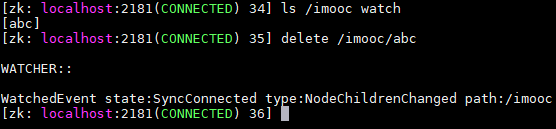 [zk: localhost:2181(CONNECTED) 34] ls /imooc watch
[abc]
[zk: localhost:2181(CONNECTED) 35] delete /imooc/abc
WATCHER::
WatchedEvent state:SyncConnected type:NodeChildrenChanged path:/imooc
[zk: localhost:2181(CONNECTED) 36]